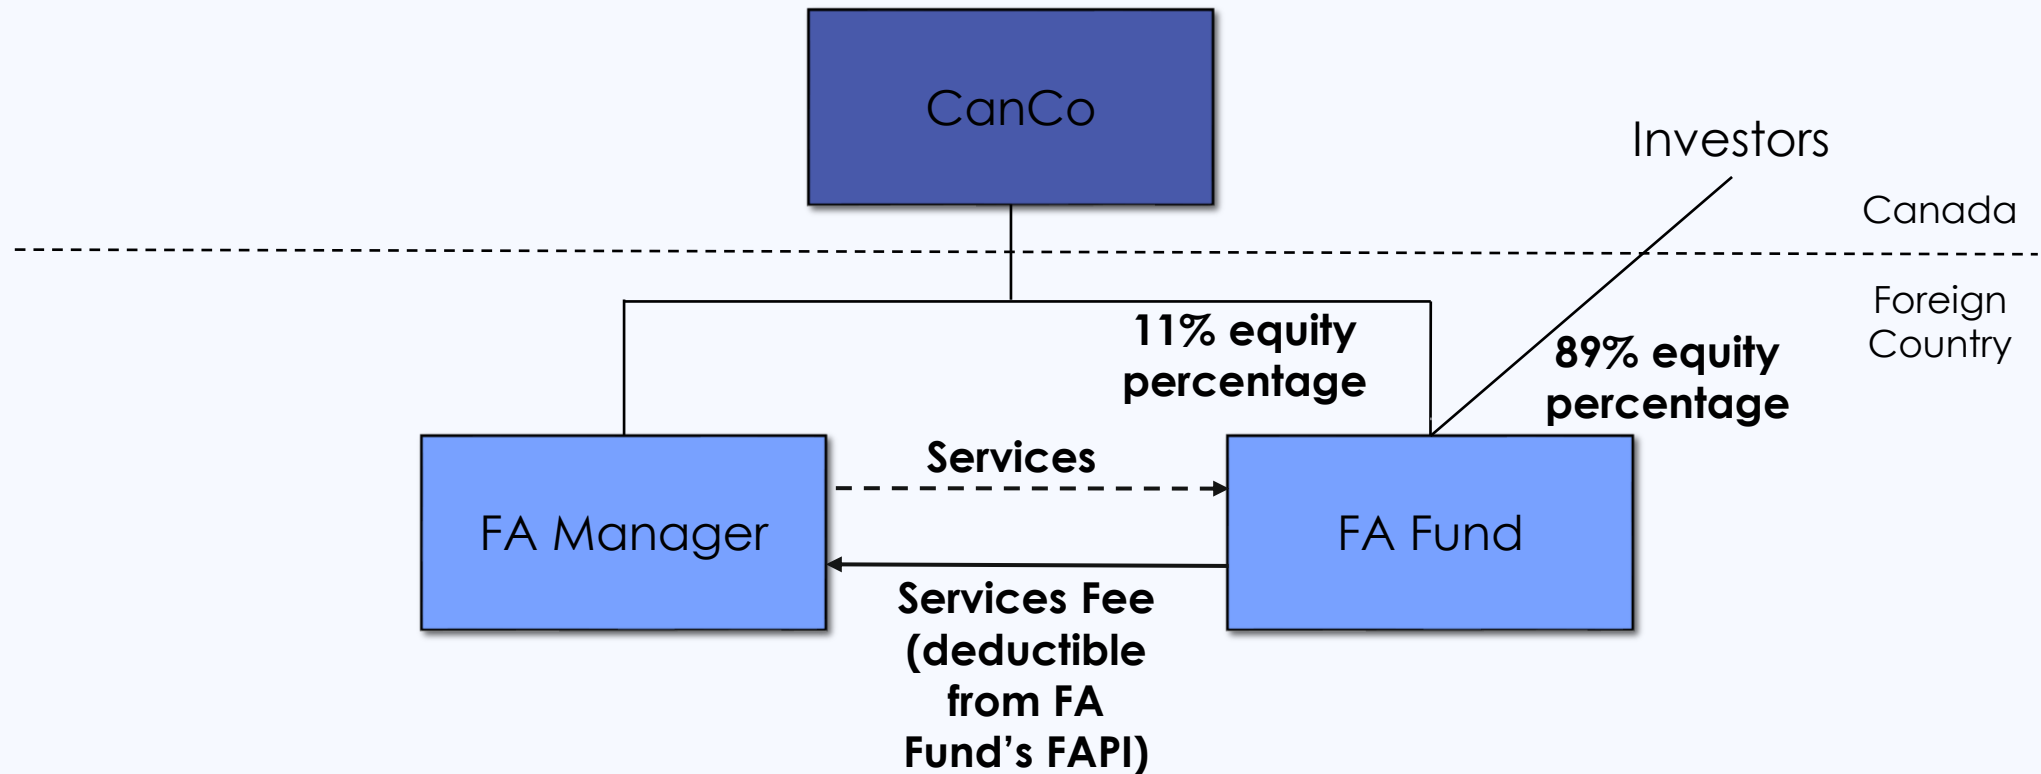 CanCo
Investors
Canada
Foreign
Country
11% equity
percentage
89% equity
percentage
Services
FA Manager
FA Fund
Services Fee
(deductible
from FA
Fund’s FAPI)